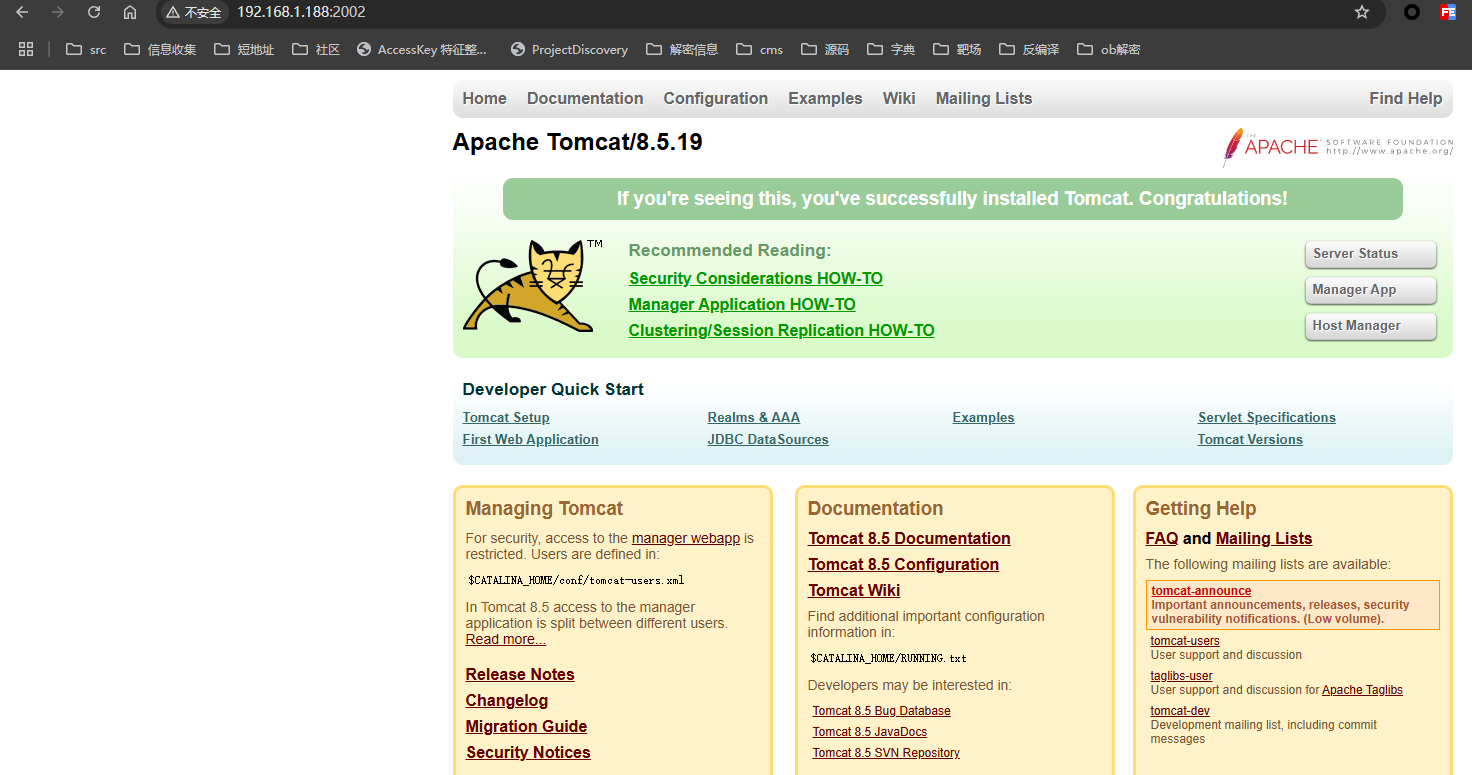 不安全 192.168.1.188:2002
FE
src 信息收集 短地址 社区 AccessKey 特征整... ProjectDiscovery 解密信息 cms 源码 字典 靶场 反编译 ob解密
Home Documentation Configuration Examples Wiki Mailing Lists Find Help
Apache Tomcat/8.5.19
THE APACHE SOFTWARE FOUNDATION
http://www.apache.org/
If you're seeing this, you've successfully installed Tomcat. Congratulations!
TM
Recommended Reading:
Security Considerations HOW-TO
Manager Application HOW-TO
Clustering/Session Replication HOW-TO
Server Status
Manager App
Host Manager
Developer Quick Start
Tomcat Setup
First Web Application
Realms & AAA
JDBC DataSources
Examples
Servlet Specifications
Tomcat Versions
Managing Tomcat
For security, access to the manager webapp is
restricted. Users are defined in:
$CATALINA_HOME/conf/tomcat-users.xml
In Tomcat 8.5 access to the manager
application is split between different users.
Read more...
Release Notes
Changelog
Migration Guide
Security Notices
Documentation
Tomcat 8.5 Documentation
Tomcat 8.5 Configuration
Tomcat Wiki
Find additional important configuration
information in:
$CATALINA_HOME/RUNNING.txt
Developers may be interested in:
Tomcat 8.5 Bug Database
Tomcat 8.5 JavaDocs
Tomcat 8.5 SVN Repository
Getting Help
FAQ and Mailing Lists
The following mailing lists are available:
tomcat-announce
Important announcements, releases, security
vulnerability notifications. (Low volume).
tomcat-users
User support and discussion
taglibs-user
User support and discussion for Apache Taglibs
tomcat-dev
Development mailing list, including commit
messages